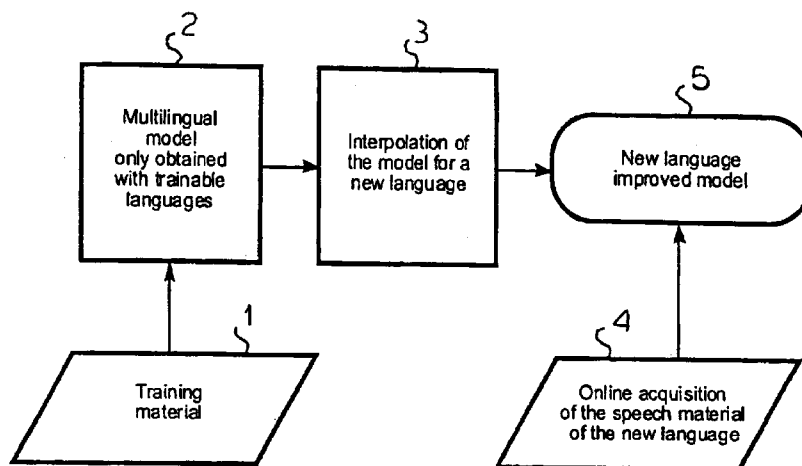 2
Multilingual
model
only obtained
with trainable
languages
3
Interpolation of
the model for a
new language
5
New language
improved model
1
Training
material
4
Online acquisition
of the speech material
of the new language